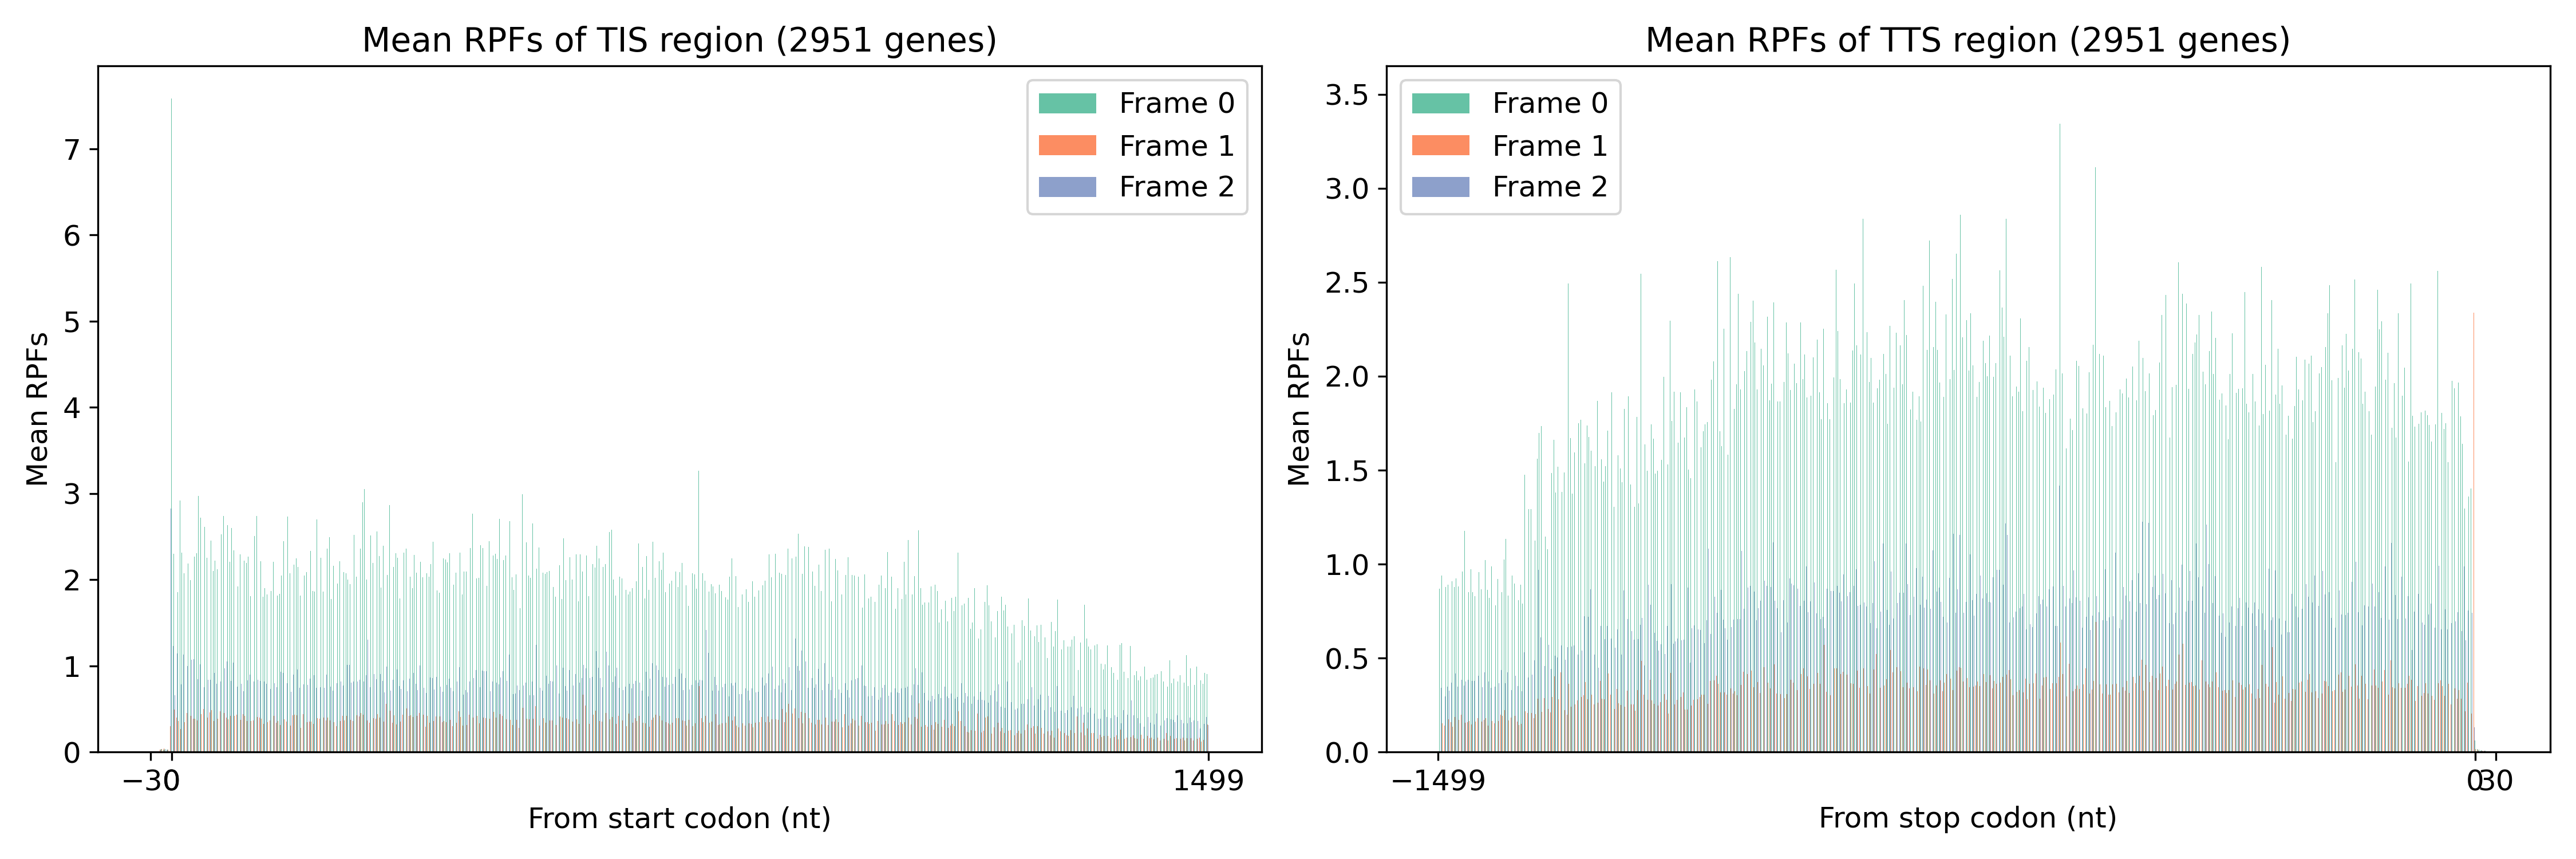 Mean RPFs of TIS region (2951 genes)
Mean RPFs
7
6
5
4
3
2
1
0
Frame 0
Frame 1
Frame 2
−30
0
1499
From start codon (nt)
Mean RPFs of TTS region (2951 genes)
Mean RPFs
3.5
3.0
2.5
2.0
1.5
1.0
0.5
0.0
Frame 0
Frame 1
Frame 2
−1499
0
30
From stop codon (nt)